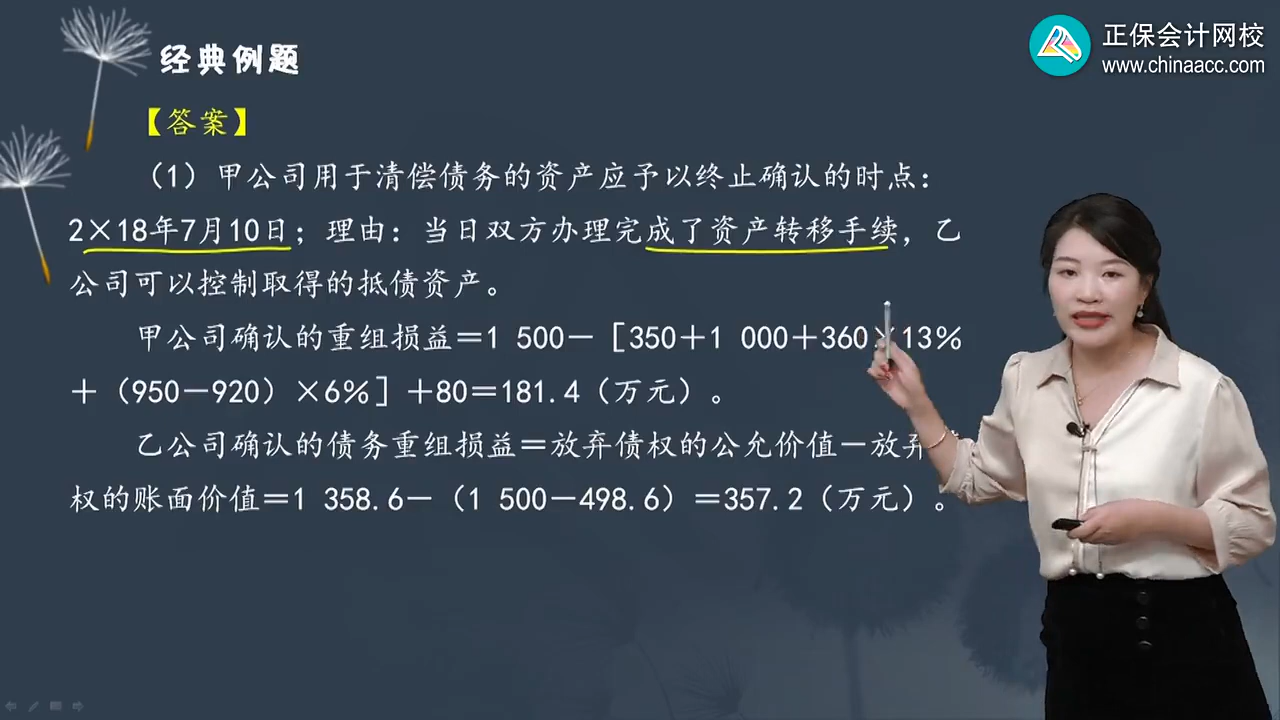 经典例题
正保会计网校
www.chinaacc.com
【答案】
（1）甲公司用于清偿债务的资产应予以终止确认的时点：
2×18年7月10日；理由：当日双方办理完成了资产转移手续，乙
公司可以控制取得的抵债资产。
甲公司确认的重组损益＝1 500－［350＋1 000＋360×13%
＋（950－920）×6%］＋80＝181.4（万元）。
乙公司确认的债务重组损益＝放弃债权的公允价值－放弃
权的账面价值＝1 358.6－（1 500－498.6）＝357.2（万元）。